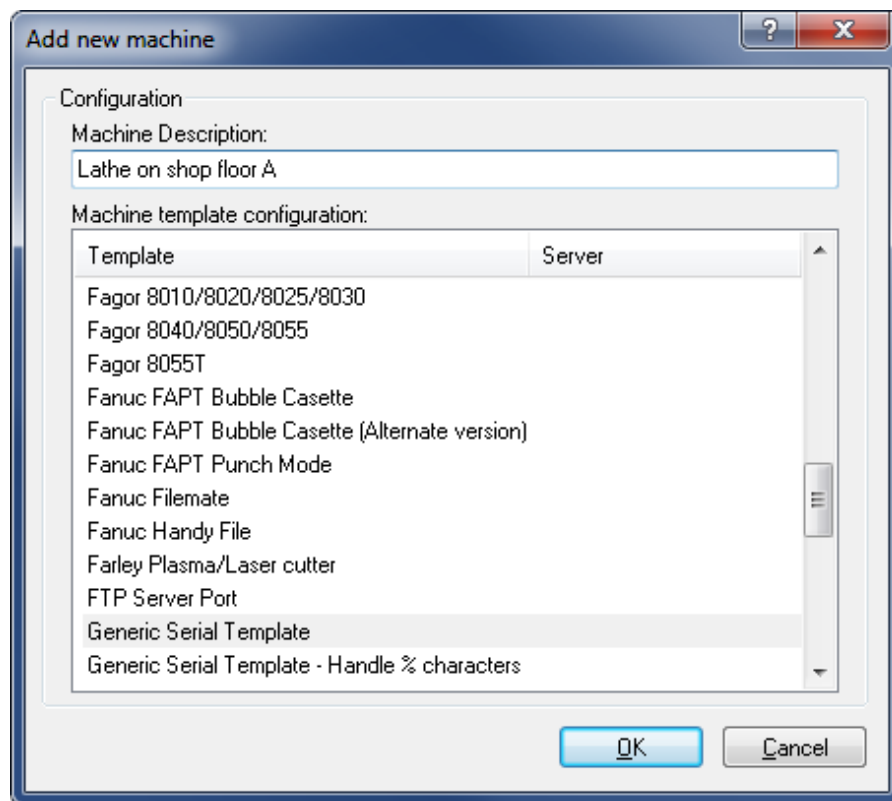 Add new machine
?
Configuration
Machine Description:
Lathe on shop floor A
Machine template configuration:
Template Server
Fagor 8010/8020/8025/8030
Fagor 8040/8050/8055
Fagor 8055T
Fanuc FAPT Bubble Casette
Fanuc FAPT Bubble Casette (Alternate version)
Fanuc FAPT Punch Mode
Fanuc Filemate
Fanuc Handy File
Farley Plasma/Laser cutter
FTP Server Port
Generic Serial Template
Generic Serial Template - Handle % characters
OK Cancel